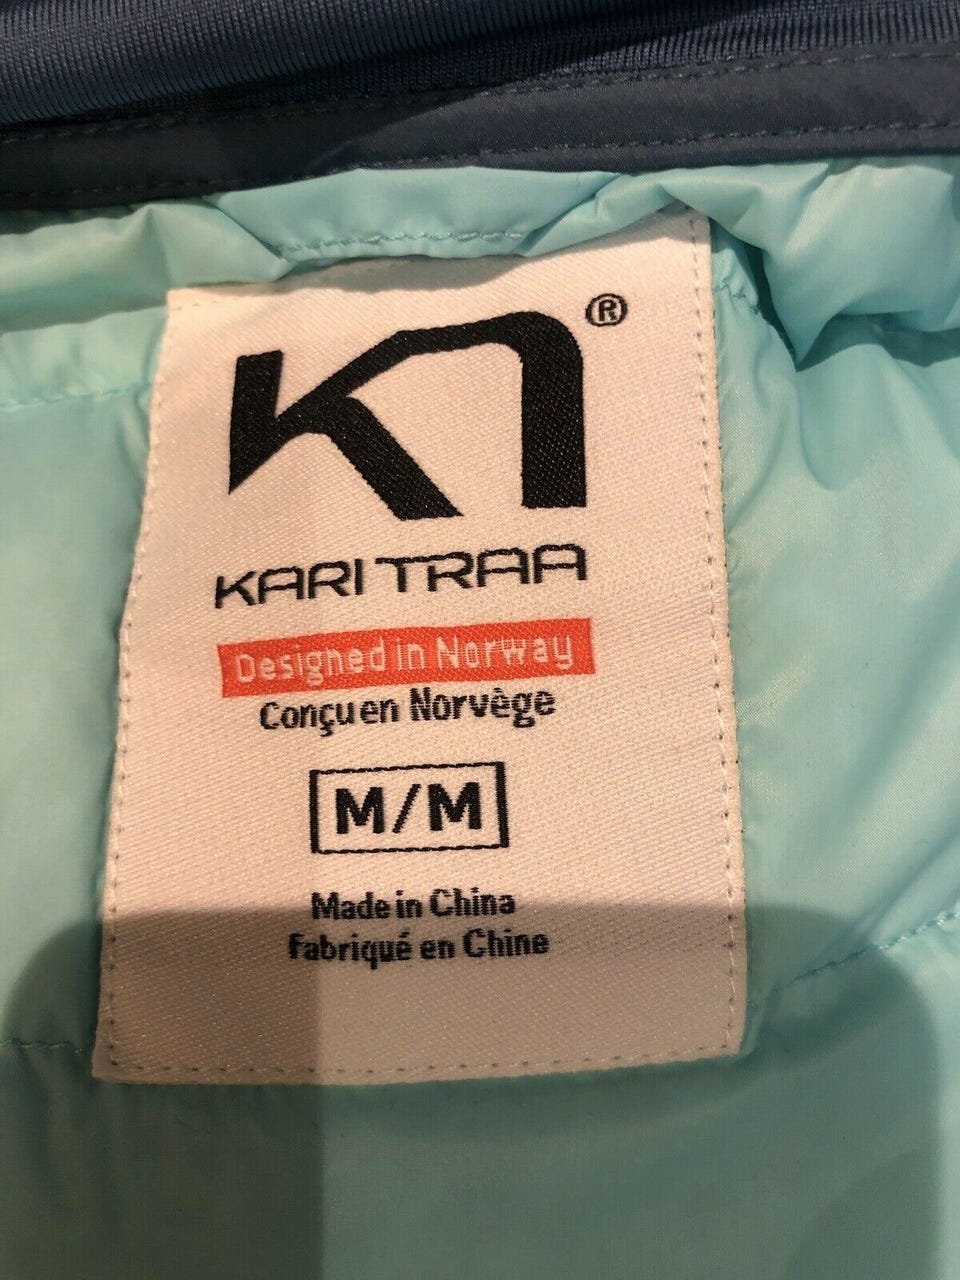 ®
KARI TRAA
Designed in Norway
Conçu en Norvège
M/M
Made in China
Fabriqué en Chine